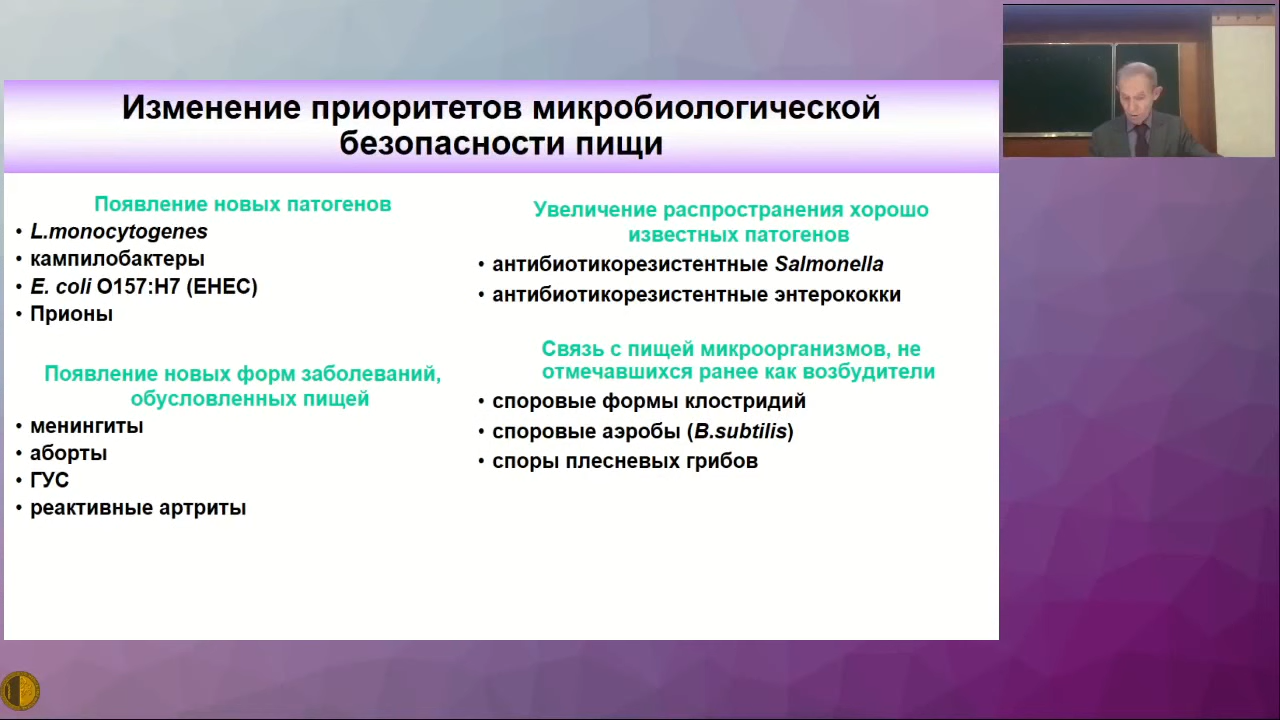 Изменение приоритетов микробиологической
безопасности пищи
Появление новых патогенов
• L.monocytogenes
• кампилобактеры
• E. coli O157:H7 (EHEC)
• Прионы
Появление новых форм заболеваний,
обусловленных пищей
• менингиты
• аборты
• ГУС
• реактивные артриты
Увеличение распространения хорошо
известных патогенов
• антибиотикорезистентные Salmonella
• антибиотикорезистентные энтерококки
Связь с пищей микроорганизмов, не
отмечавшихся ранее как возбудители
• споровые формы клостридий
• споровые аэробы (B.subtilis)
• споры плесневых грибов